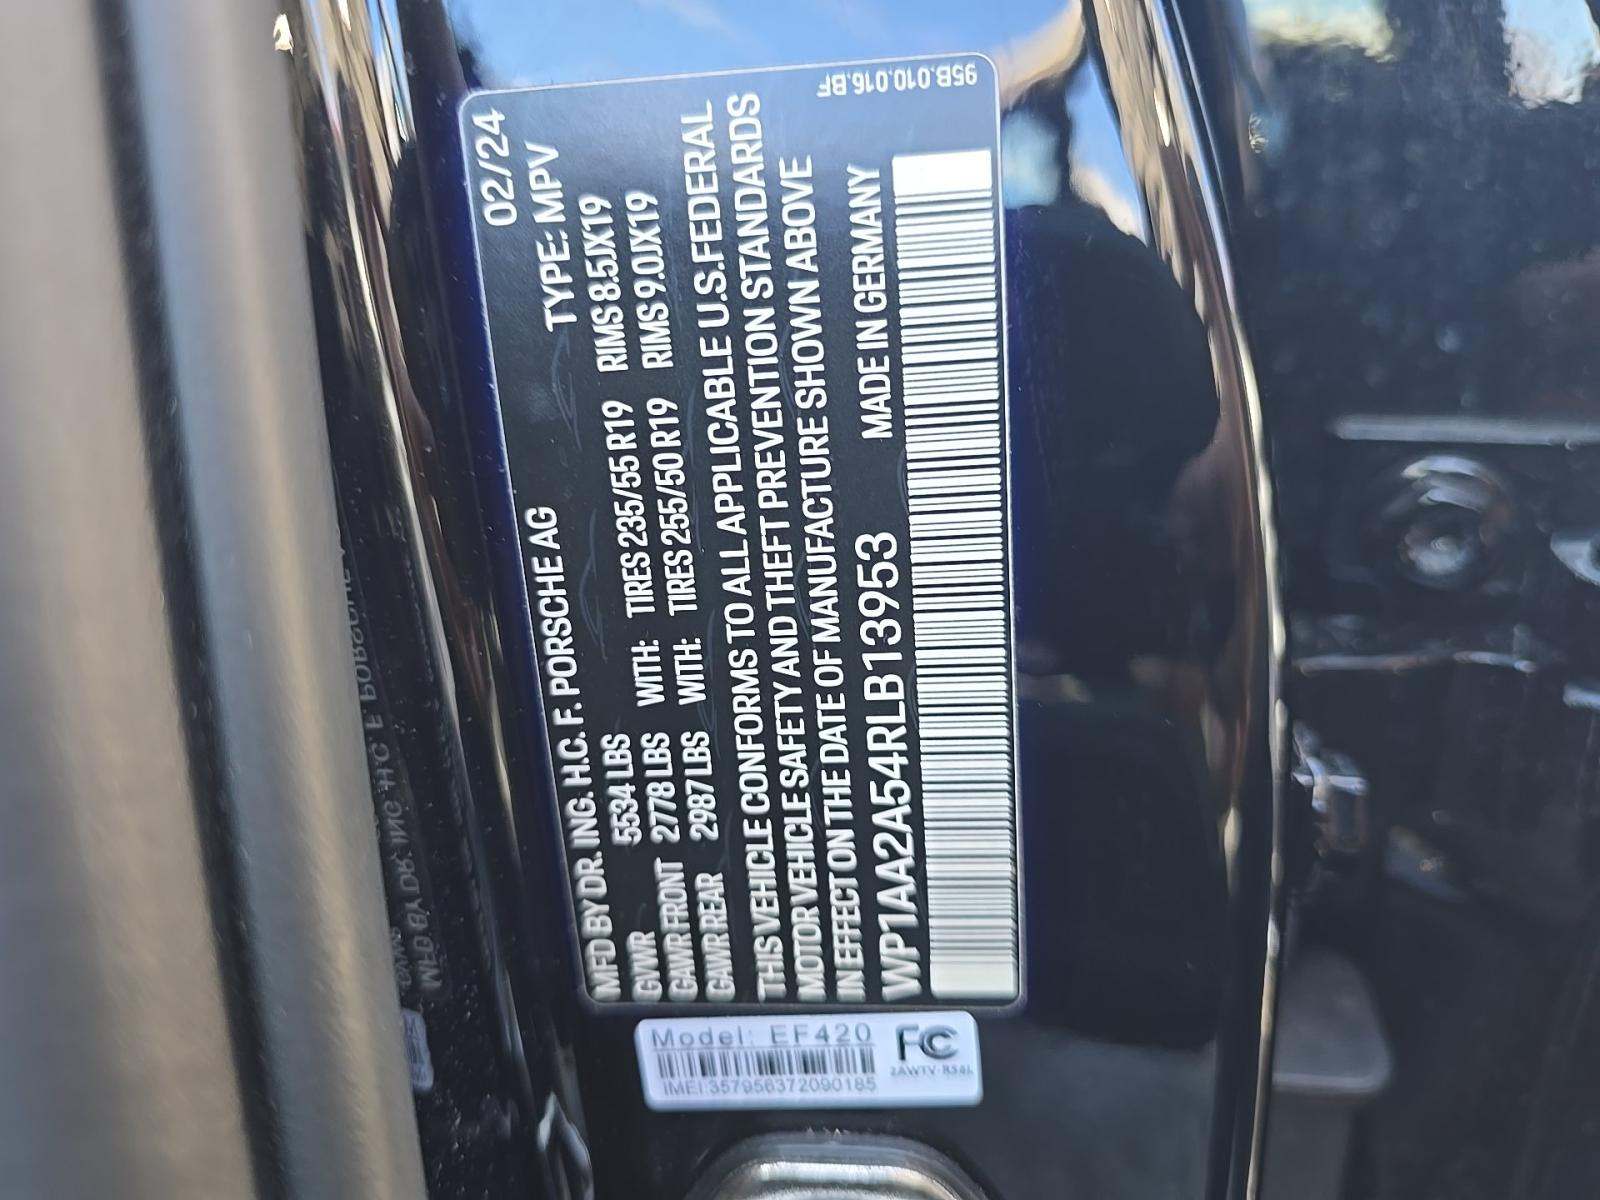 02/24
MFD BY DR. ING. H.C. F. PORSCHE AG TYPE: MPV
GVWR 5534 LBS WITH: TIRES 235/55 R19 RIMS 8.5JX19
GAWR FRONT 2778 LBS WITH: TIRES 255/50 R19 RIMS 9.0JX19
GAWR REAR 2987 LBS
THIS VEHICLE CONFORMS TO ALL APPLICABLE U.S. FEDERAL
MOTOR VEHICLE SAFETY AND THEFT PREVENTION STANDARDS
IN EFFECT ON THE DATE OF MANUFACTURE SHOWN ABOVE
WP1AA2A54RLB13953 MADE IN GERMANY
95B.010.016.BF
Model: EF420
FC
IMEI:357956372090185